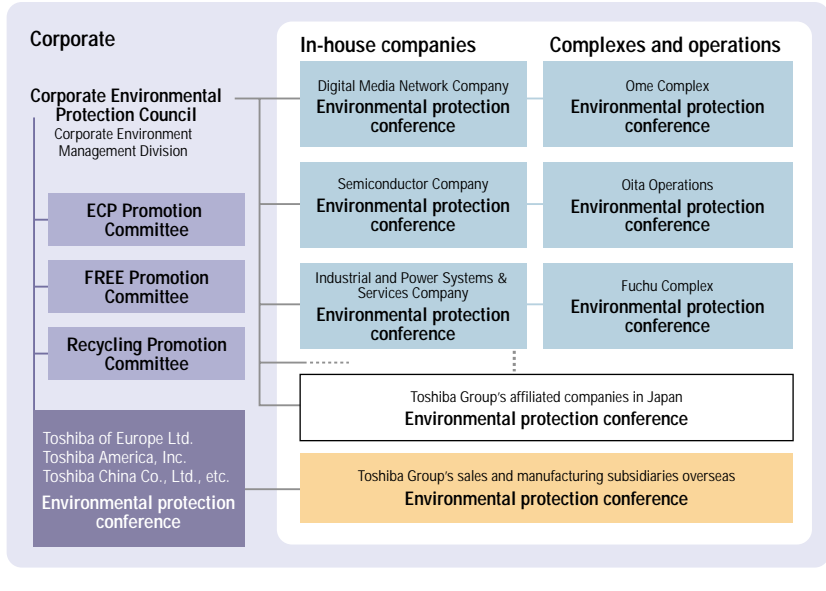 Corporate
Corporate Environmental
Protection Council
Corporate Environment
Management Division
ECP Promotion
Committee
FREE Promotion
Committee
Recycling Promotion
Committee
Toshiba of Europe Ltd.
Toshiba America, Inc.
Toshiba China Co., Ltd., etc.
Environmental protection
conference
In-house companies
Complexes and operations
Digital Media Network Company
Environmental protection
conference
Ome Complex
Environmental protection
conference
Semiconductor Company
Environmental protection
conference
Oita Operations
Environmental protection
conference
Industrial and Power Systems &
Services Company
Environmental protection
conference
Fuchu Complex
Environmental protection
conference
Toshiba Group's affiliated companies in Japan
Environmental protection conference
Toshiba Group's sales and manufacturing subsidiaries overseas
Environmental protection conference